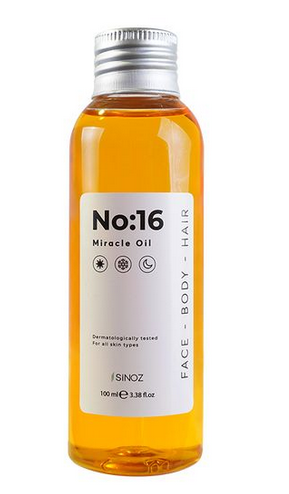 No:16
Miracle Oil
Dermatologically tested
For all skin types
SiNOZ
100 ml ℮ 3.38 fl.oz
FACE - BODY - HAIR